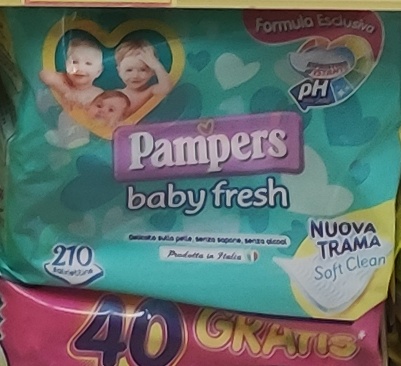 Formula Esclusiva
pH
Pampers
baby fresh
Delicato sulla pelle, senza sapone, senza alcool
Prodotto in Italia
210
salviettine
NUOVA
TRAMA
Soft Clean
40 GRATIS